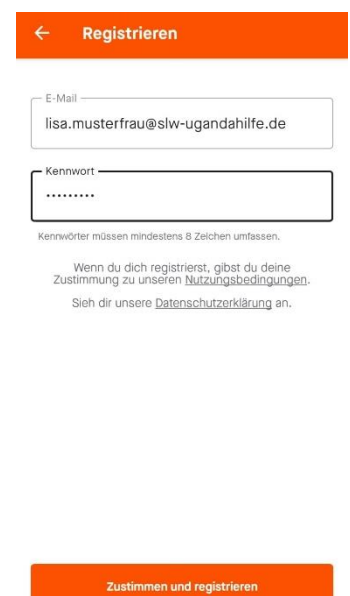 Registrieren
E-Mail
lisa.musterfrau@slw-ugandahilfe.de
Kennwort
•••••••••
Kennwörter müssen mindestens 8 Zeichen umfassen.
Wenn du dich registrierst, gibst du deine
Zustimmung zu unseren Nutzungsbedingungen.
Sieh dir unsere Datenschutzerklärung an.
Zustimmen und registrieren